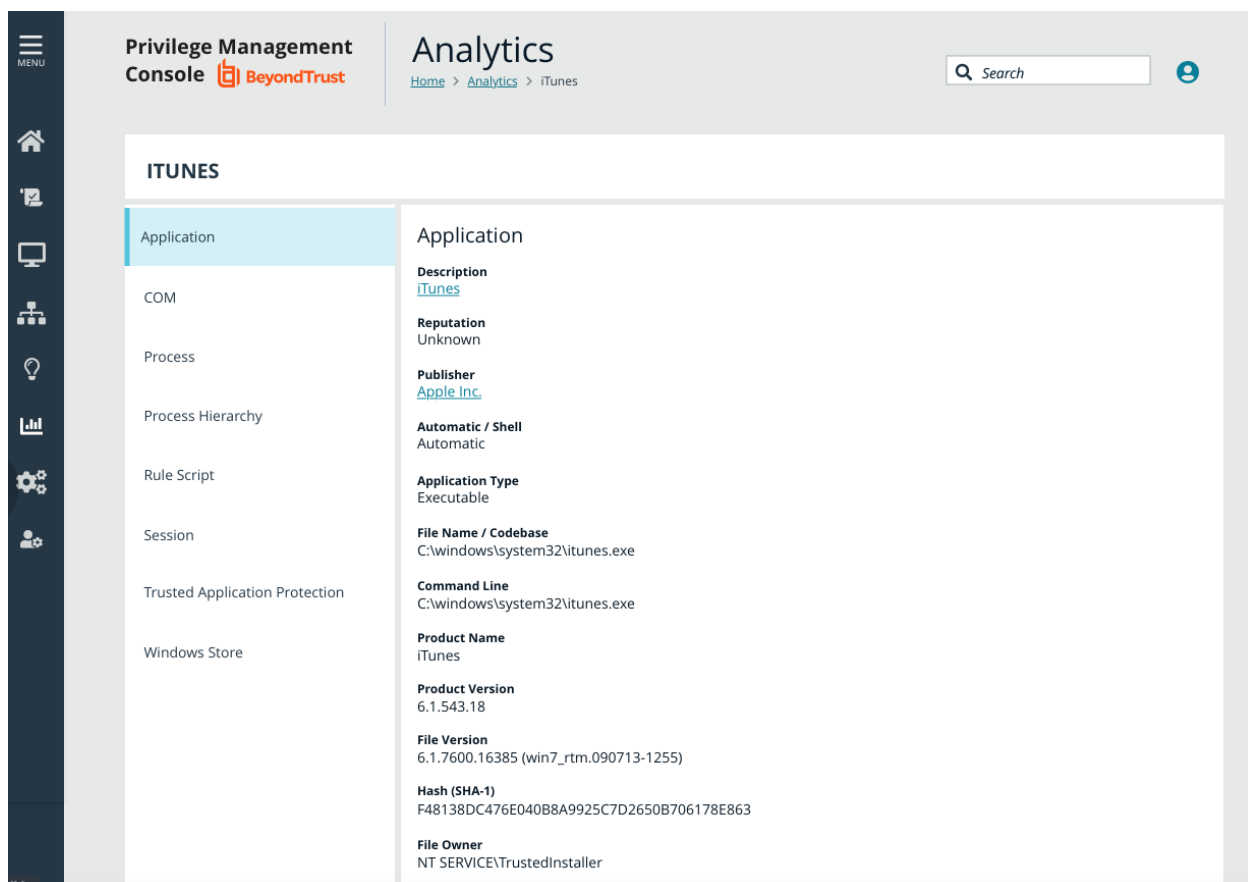 MENU
Privilege Management
Console BeyondTrust
Analytics
Home > Analytics > iTunes
Search
ITUNES
Application
COM
Process
Process Hierarchy
Rule Script
Session
Trusted Application Protection
Windows Store
Application
Description
iTunes
Reputation
Unknown
Publisher
Apple Inc.
Automatic / Shell
Automatic
Application Type
Executable
File Name / Codebase
C:\windows\system32\itunes.exe
Command Line
C:\windows\system32\itunes.exe
Product Name
iTunes
Product Version
6.1.543.18
File Version
6.1.7600.16385 (win7_rtm.090713-1255)
Hash (SHA-1)
F48138DC476E040B8A9925C7D2650B706178E863
File Owner
NT SERVICE\TrustedInstaller